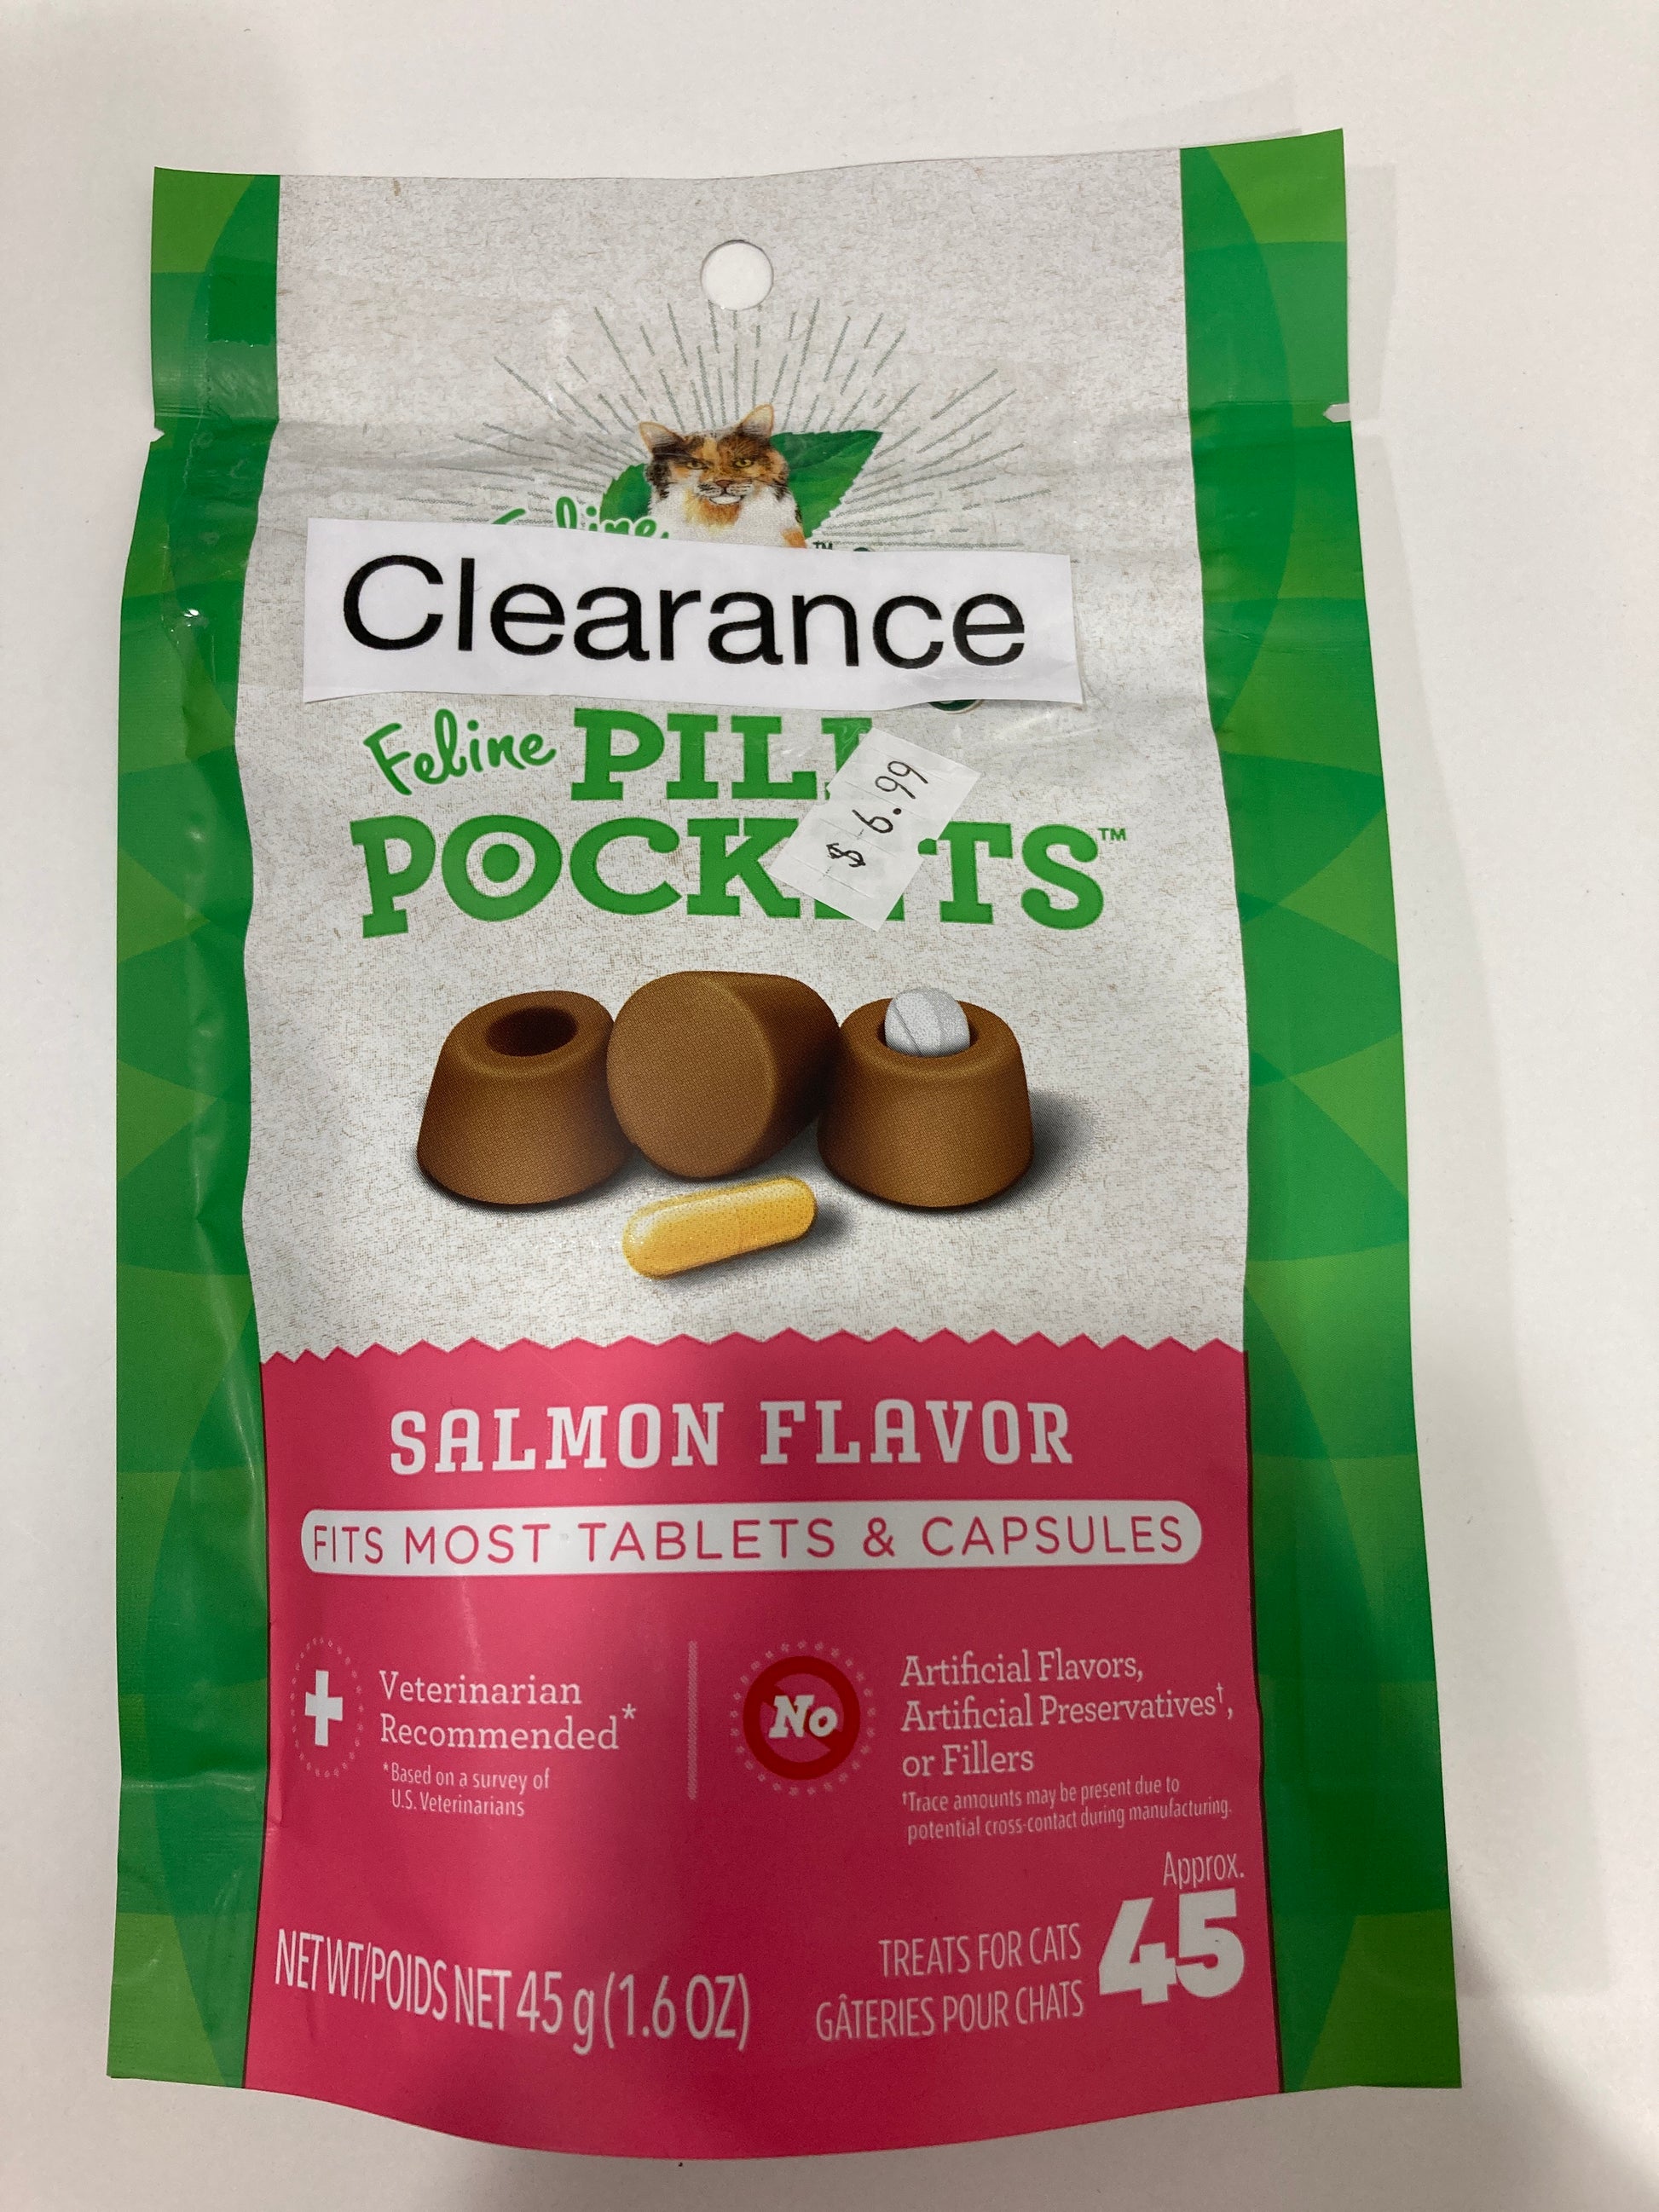 Feline
™
Clearance
Feline PILL
POCKETS™
$ 6.99
SALMON FLAVOR
FITS MOST TABLETS & CAPSULES
Veterinarian
Recommended*
*Based on a survey of
U.S. Veterinarians
No
Artificial Flavors,
Artificial Preservatives†,
or Fillers
†Trace amounts may be present due to
potential cross-contact during manufacturing.
NET WT/POIDS NET 45 g (1.6 OZ)
TREATS FOR CATS
GÂTERIES POUR CHATS
Approx.
45